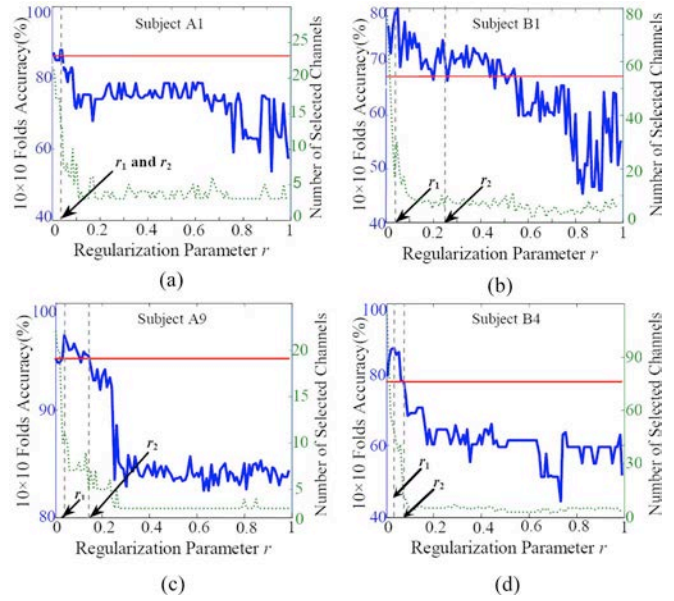 Subject A1
10×10 Folds Accuracy(%)
100
80
60
40
Number of Selected Channels
25
20
15
10
5
0
r1 and r2
0 0.2 0.4 0.6 0.8 1
Regularization Parameter r
(a)
Subject B1
10×10 Folds Accuracy(%)
80
70
60
50
40
Number of Selected Channels
80
60
40
20
0
r1
r2
0 0.2 0.4 0.6 0.8 1
Regularization Parameter r
(b)
Subject A9
10×10 Folds Accuracy(%)
100
95
90
85
80
Number of Selected Channels
20
15
10
5
0
r1
r2
0 0.2 0.4 0.6 0.8 1
Regularization Parameter r
(c)
Subject B4
10×10 Folds Accuracy(%)
100
80
60
40
Number of Selected Channels
90
60
30
0
r1
r2
0 0.2 0.4 0.6 0.8 1
Regularization Parameter r
(d)